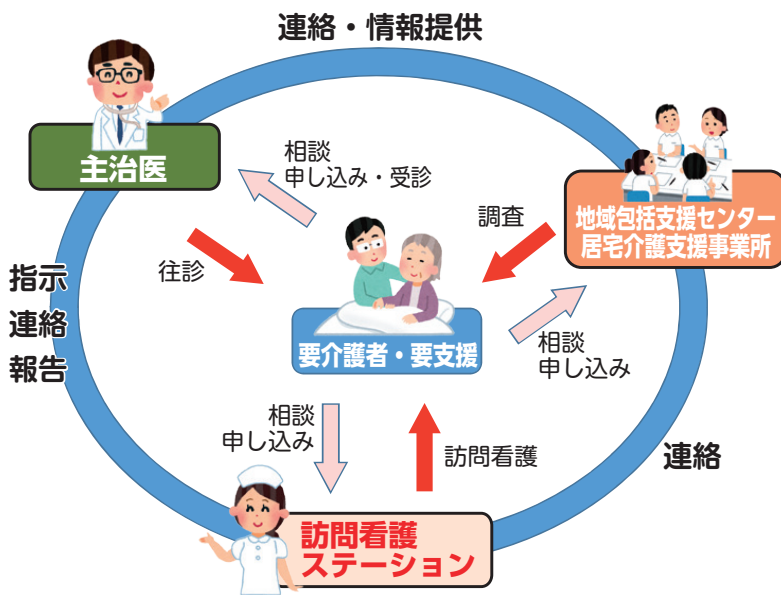 連絡・情報提供
主治医
相談
申し込み・受診
地域包括支援センター
居宅介護支援事業所
調査
往診
指示
連絡
報告
要介護者・要支援
相談
申し込み
相談
申し込み
訪問看護
連絡
訪問看護
ステーション